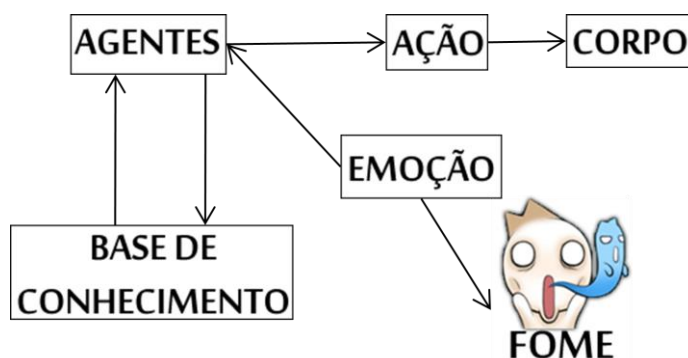 AGENTES
AÇÃO
CORPO
EMOÇÃO
BASE DE
CONHECIMENTO
FOME